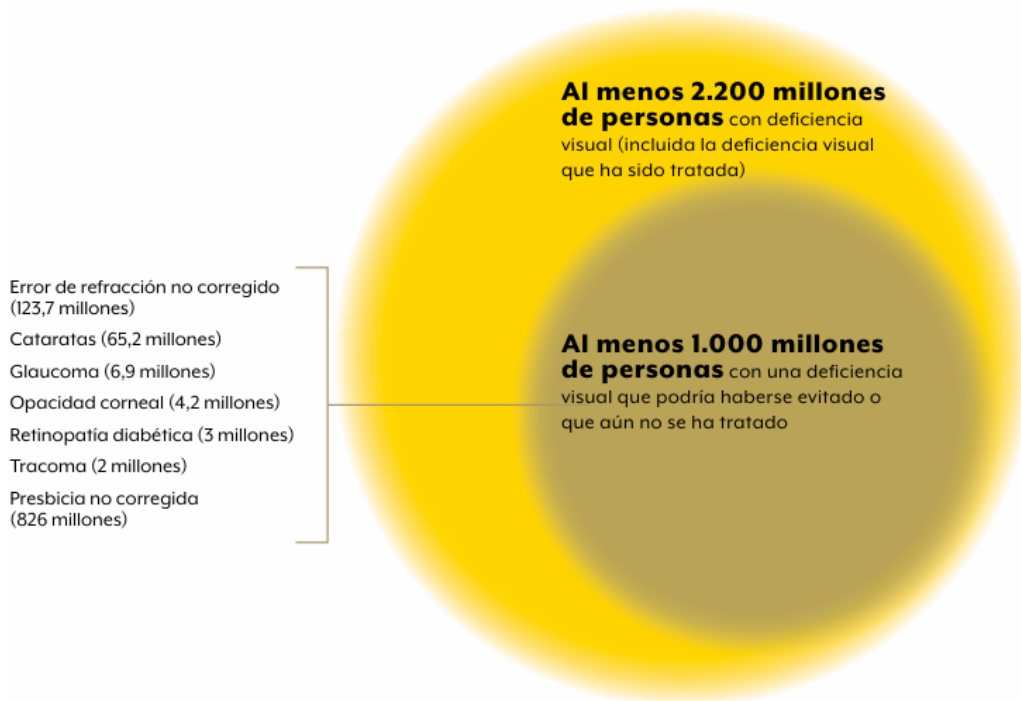 Al menos 2.200 millones
de personas con deficiencia
visual (incluida la deficiencia visual
que ha sido tratada)
Error de refracción no corregido
(123,7 millones)
Cataratas (65,2 millones)
Glaucoma (6,9 millones)
Opacidad corneal (4,2 millones)
Retinopatía diabética (3 millones)
Tracoma (2 millones)
Presbicia no corregida
(826 millones)
Al menos 1.000 millones
de personas con una deficiencia
visual que podría haberse evitado o
que aún no se ha tratado